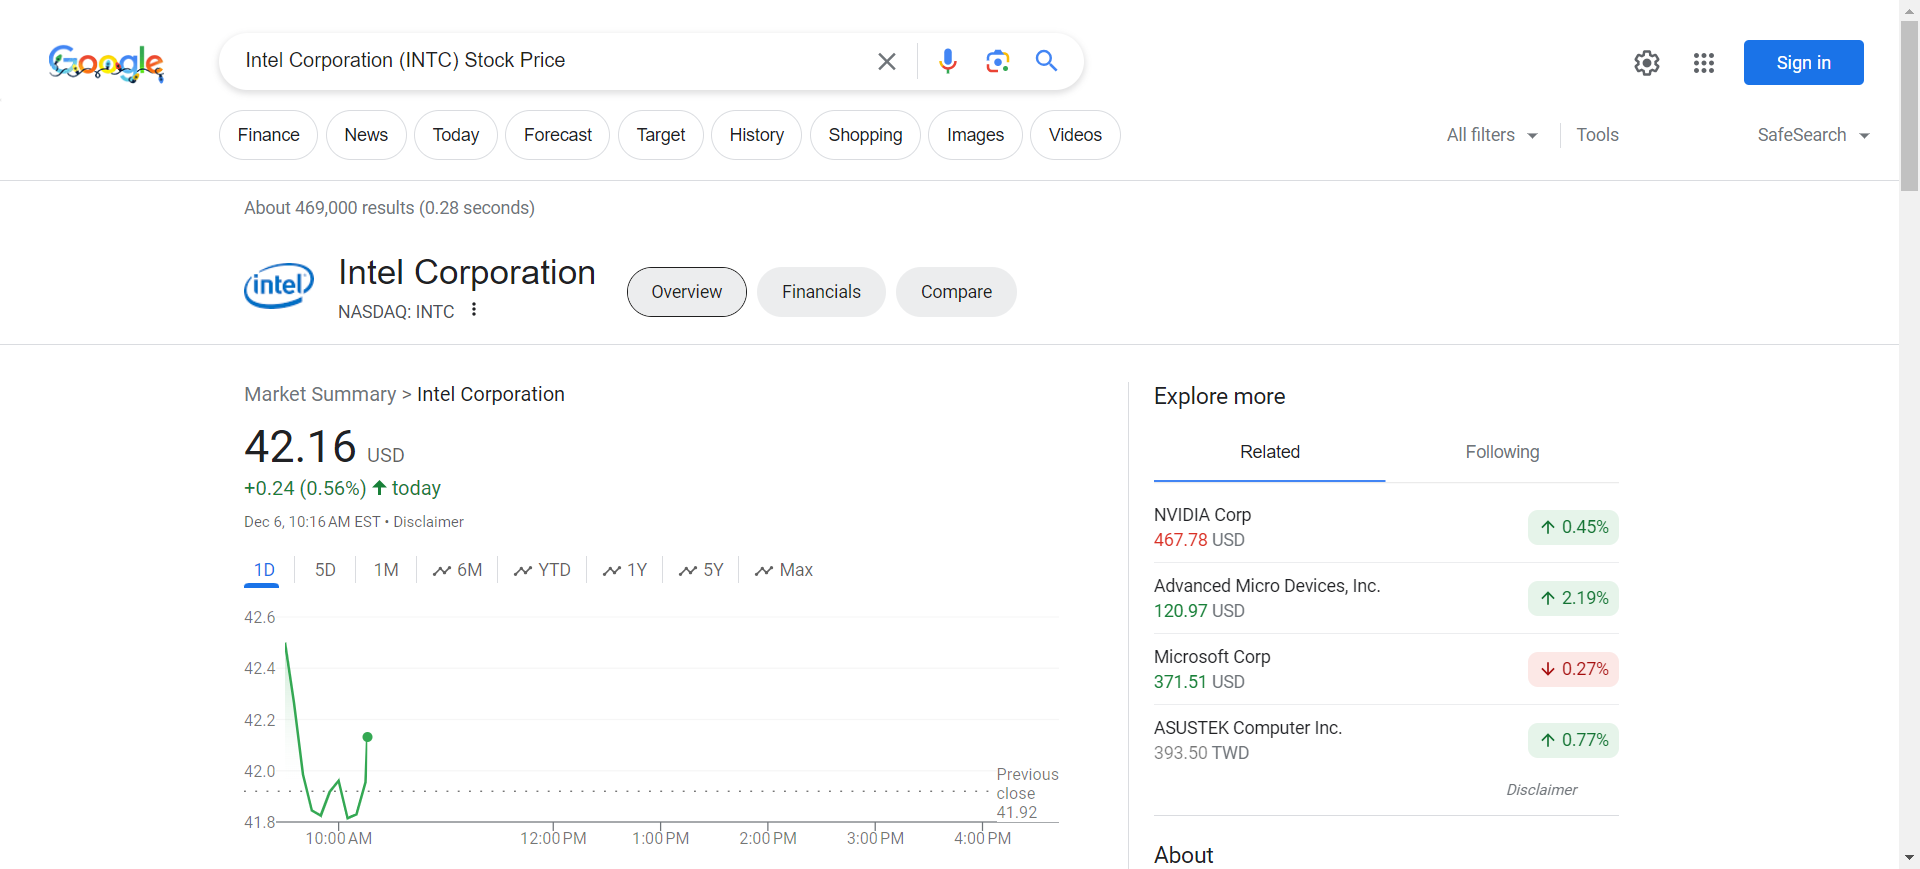 Google
Intel Corporation (INTC) Stock Price
Sign in
Finance
News
Today
Forecast
Target
History
Shopping
Images
Videos
All filters
Tools
SafeSearch
About 469,000 results (0.28 seconds)
intel
Intel Corporation
NASDAQ: INTC
Overview
Financials
Compare
Market Summary > Intel Corporation
42.16 USD
+0.24 (0.56%) today
Dec 6, 10:16 AM EST • Disclaimer
1D
5D
1M
6M
YTD
1Y
5Y
Max
42.6
42.4
42.2
42.0
41.8
Previous
close
41.92
10:00 AM
12:00 PM
1:00 PM
2:00 PM
3:00 PM
4:00 PM
Explore more
Related
Following
NVIDIA Corp
467.78 USD
0.45%
Advanced Micro Devices, Inc.
120.97 USD
2.19%
Microsoft Corp
371.51 USD
0.27%
ASUSTEK Computer Inc.
393.50 TWD
0.77%
Disclaimer
About